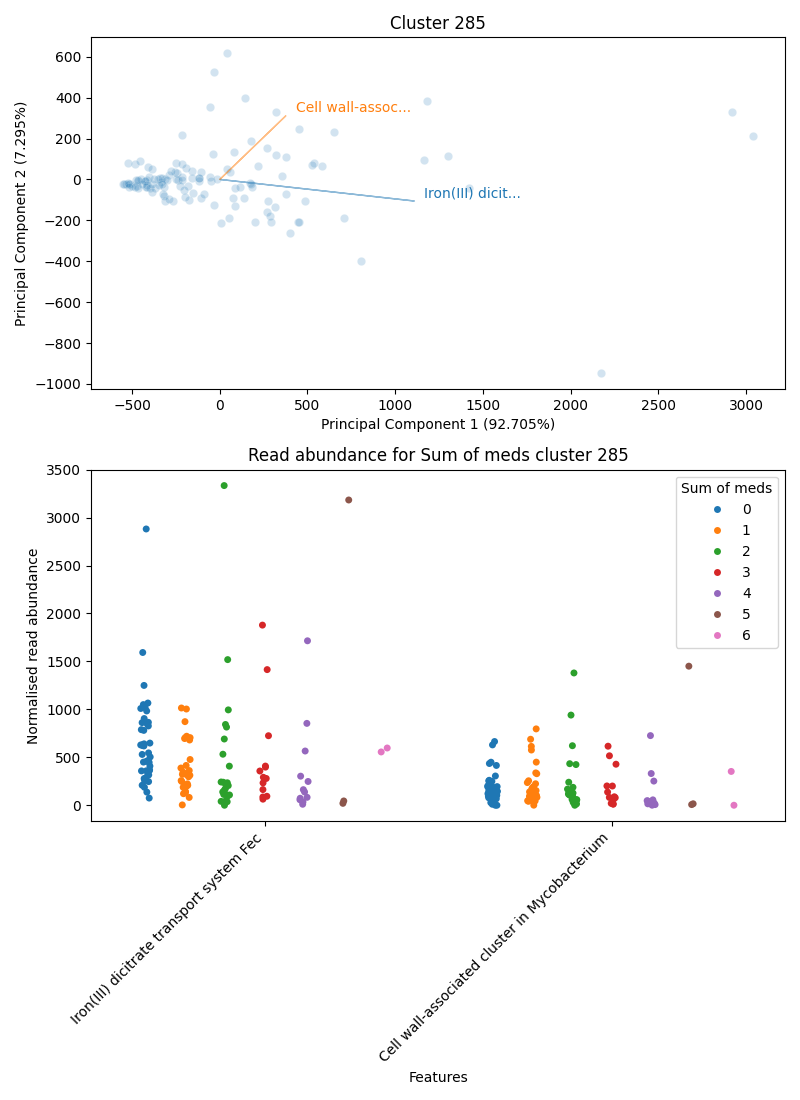 Cluster 285
600
400
200
0
−200
−400
−600
−800
−1000
Principal Component 2 (7.295%)
Cell wall-assoc...
Iron(III) dicit...
−500
0
500
1000
1500
2000
2500
3000
Principal Component 1 (92.705%)
Read abundance for Sum of meds cluster 285
3500
3000
2500
2000
1500
1000
500
0
Normalised read abundance
Sum of meds
0
1
2
3
4
5
6
Iron(III) dicitrate transport system Fec
Cell wall-associated cluster in Mycobacterium
Features